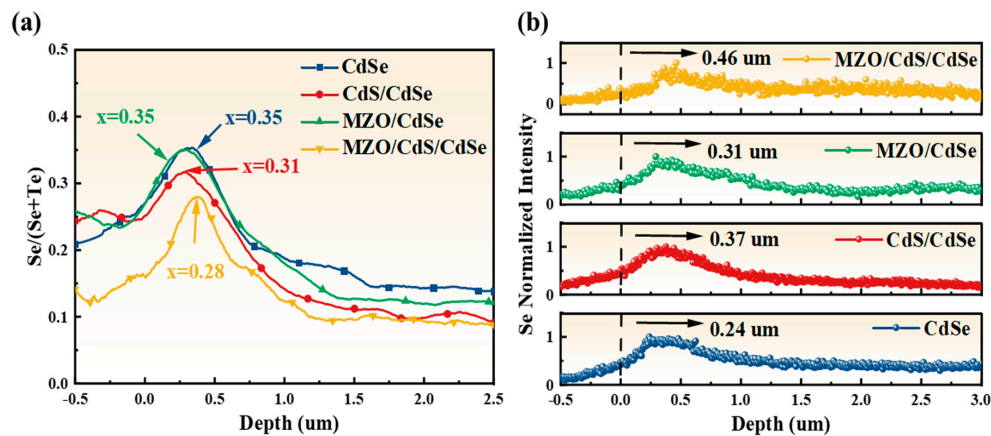 (a)
0.5
0.4
0.3
0.2
0.1
0.0
Se/(Se+Te)
CdSe
CdS/CdSe
MZO/CdSe
MZO/CdS/CdSe
x=0.35
x=0.35
x=0.31
x=0.28
-0.5 0.0 0.5 1.0 1.5 2.0 2.5
Depth (um)
(b)
Se Normalized Intensity
1
0
0.46 um
MZO/CdS/CdSe
1
0
0.31 um
MZO/CdSe
1
0
0.37 um
CdS/CdSe
1
0
0.24 um
CdSe
-0.5 0.0 0.5 1.0 1.5 2.0 2.5 3.0
Depth (um)